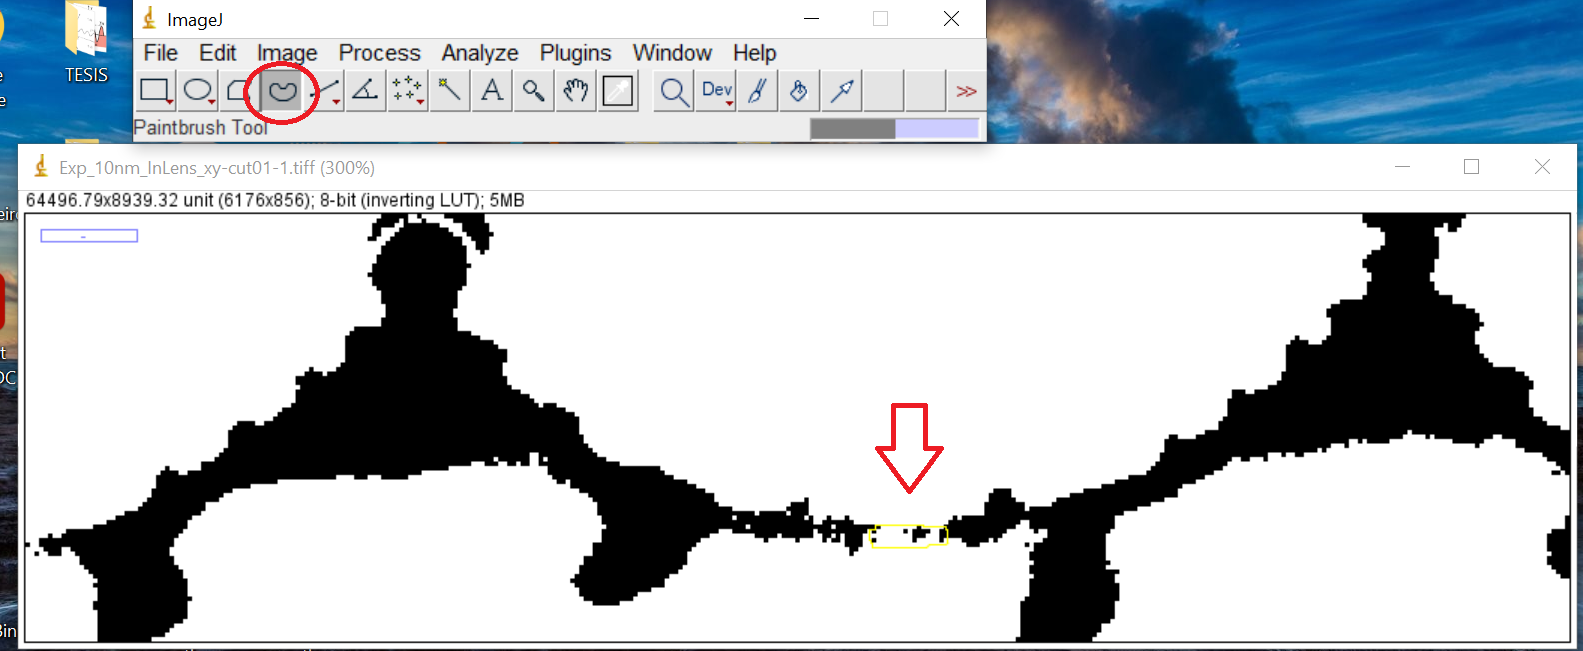 ImageJ
TESIS
File Edit Image Process Analyze Plugins Window Help
A Dev >>
Paintbrush Tool
Exp_10nm_InLens_xy-cut01-1.tiff (300%)
64496.79x8939.32 unit (6176x856); 8-bit (inverting LUT); 5MB